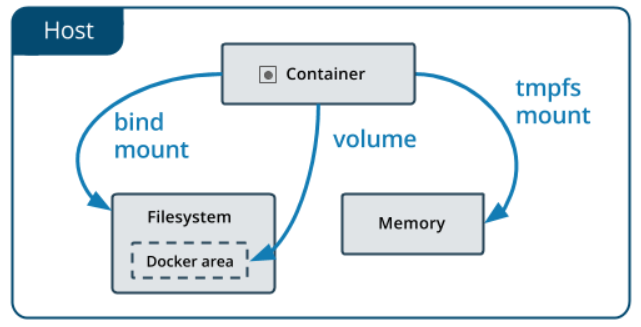 Host
Container
bind
mount
volume
tmpfs
mount
Filesystem
Docker area
Memory